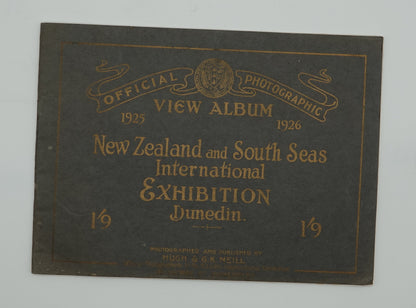 OFFICIAL PHOTOGRAPHIC
VIEW ALBUM
1925 1926
New Zealand and South Seas
International
EXHIBITION
Dunedin.
1/9 1/9
PHOTOGRAPHED AND PUBLISHED BY
HUGH & G.K. NEILL